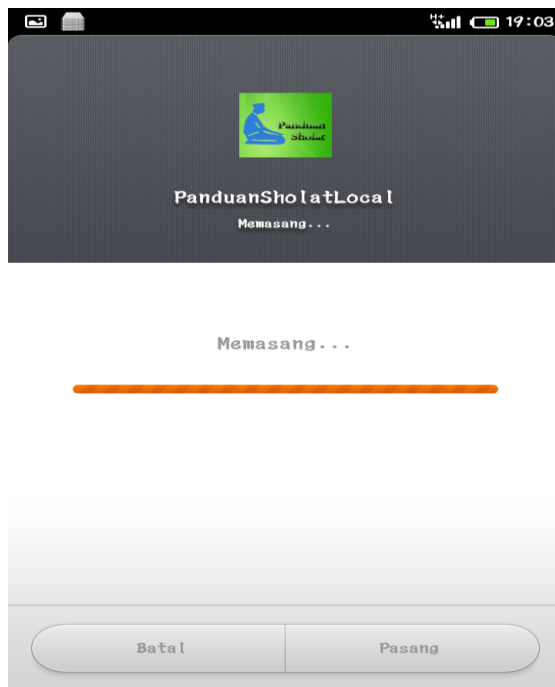 H+
19:03
Panduan
Sholat
PanduanSholatLocal
Memasang...
Memasang...
Batal
Pasang